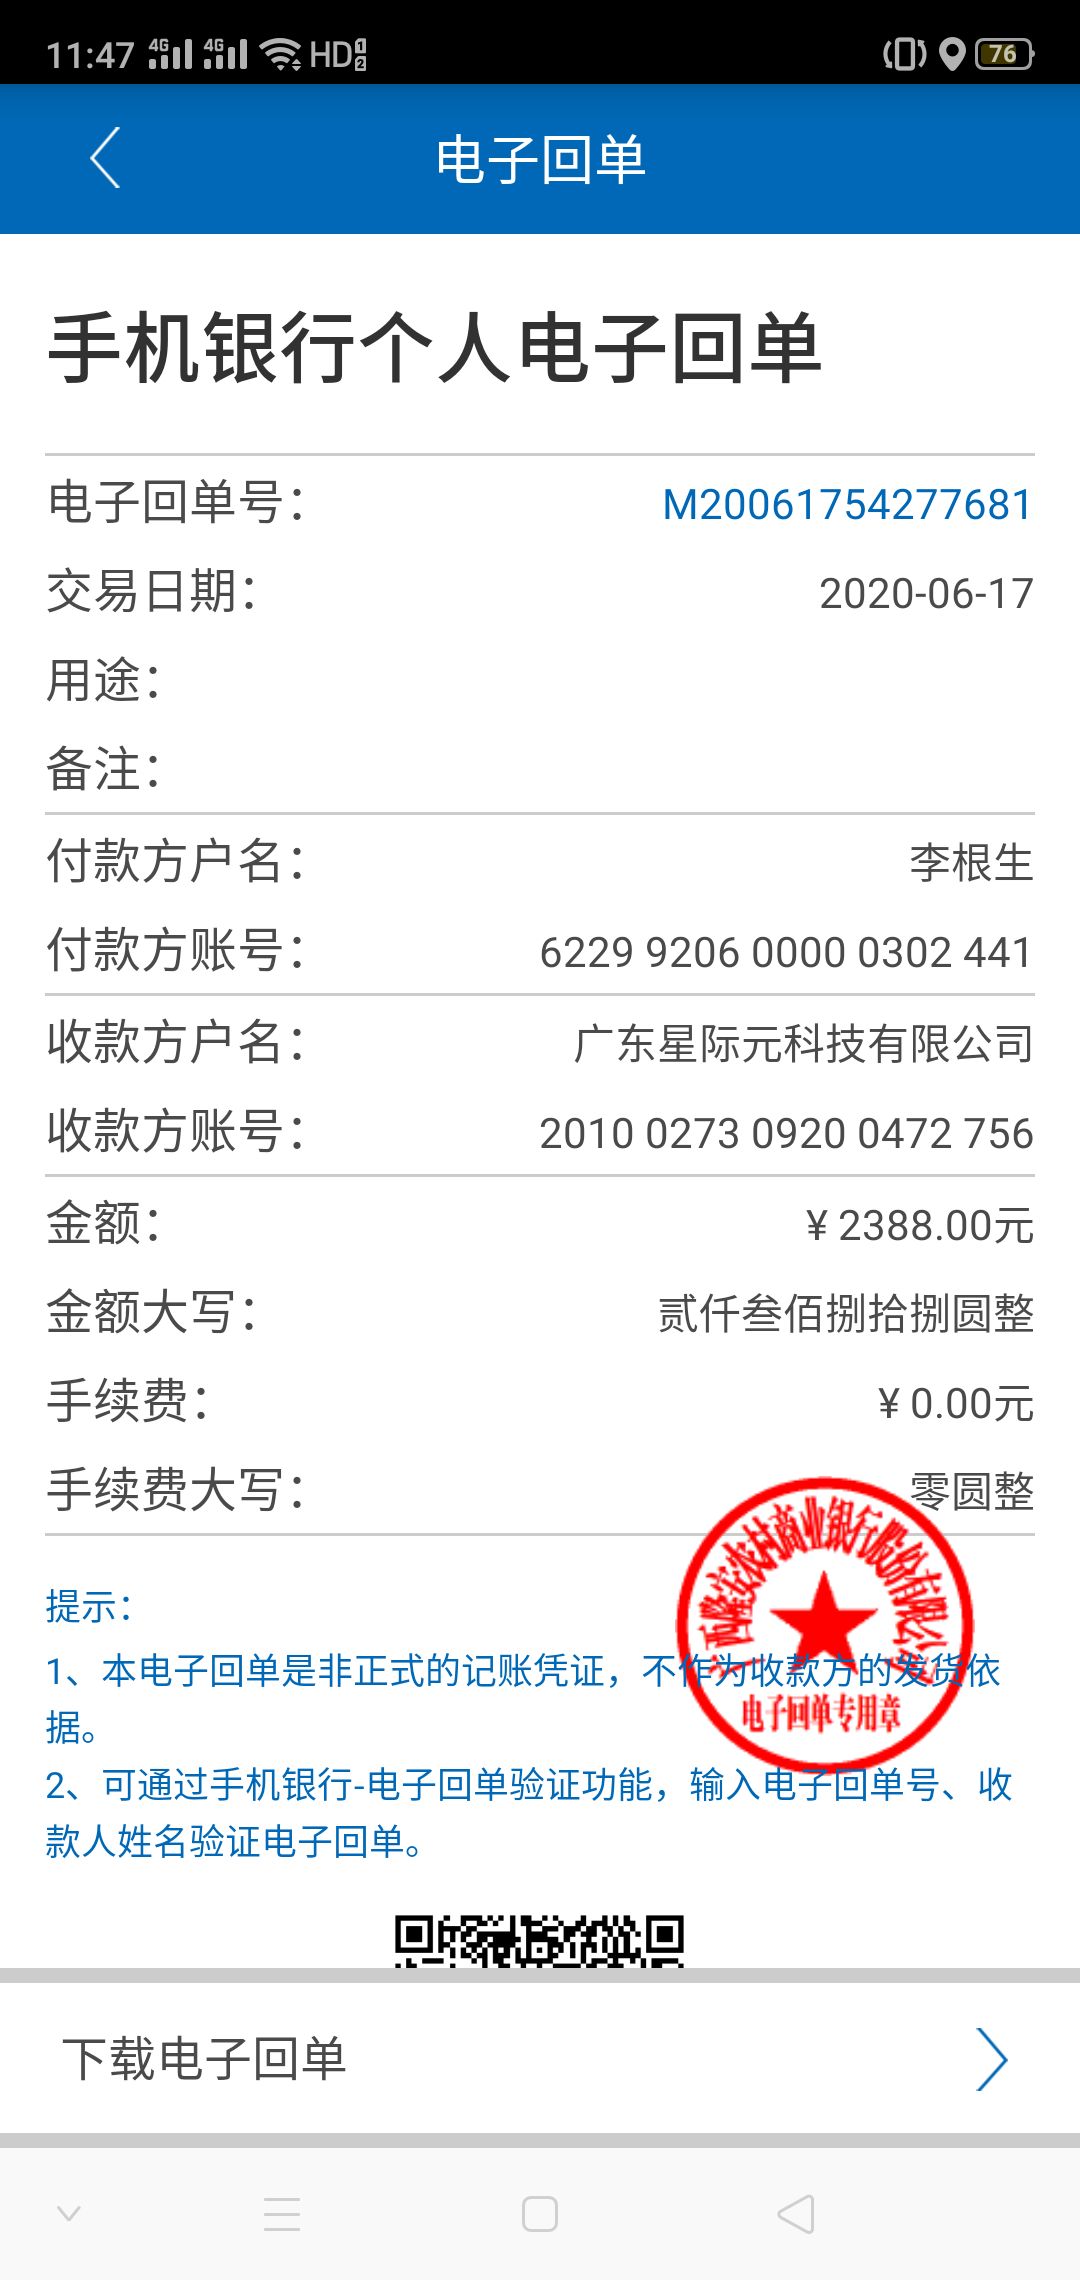 11:47 4G 4G HD 1 2 76
电子回单
手机银行个人电子回单
电子回单号： M20061754277681
交易日期： 2020-06-17
用途：
备注：
付款方户名： 李根生
付款方账号： 6229 9206 0000 0302 441
收款方户名： 广东星际元科技有限公司
收款方账号： 2010 0273 0920 0472 756
金额： ¥ 2388.00元
金额大写： 贰仟叁佰捌拾捌圆整
手续费： ¥ 0.00元
手续费大写： 零圆整
西隆安农村商业银行股份有限公司
电子回单专用章
提示：
1、本电子回单是非正式的记账凭证，不作为收款方的发货依
据。
2、可通过手机银行-电子回单验证功能，输入电子回单号、收
款人姓名验证电子回单。
下载电子回单